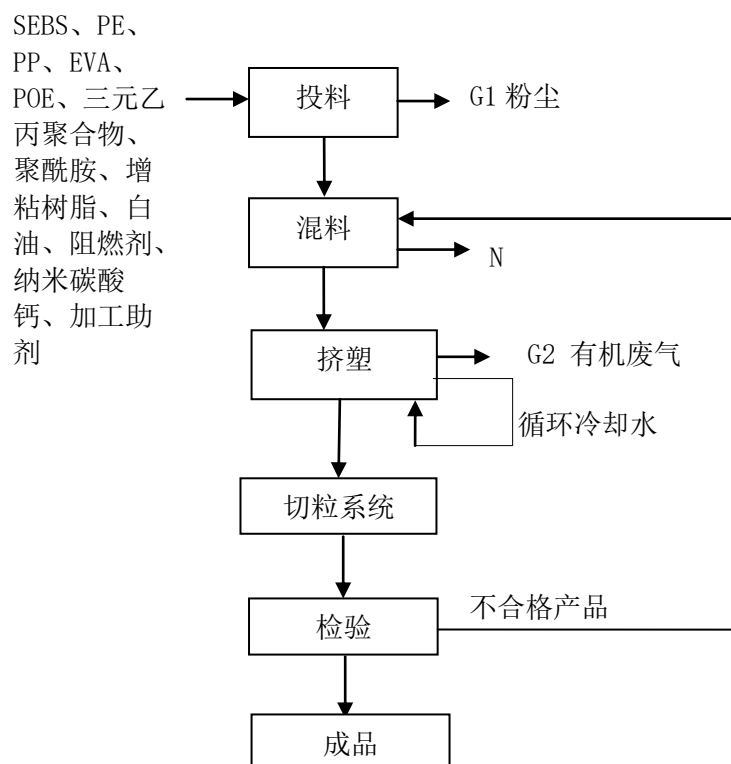 SEBS、PE、
PP、EVA、
POE、三元乙
丙聚合物、
聚酰胺、增
粘树脂、白
油、阻燃剂、
纳米碳酸
钙、加工助
剂
投料
G1 粉尘
混料
N
挤塑
G2 有机废气
循环冷却水
切粒系统
检验
不合格产品
成品